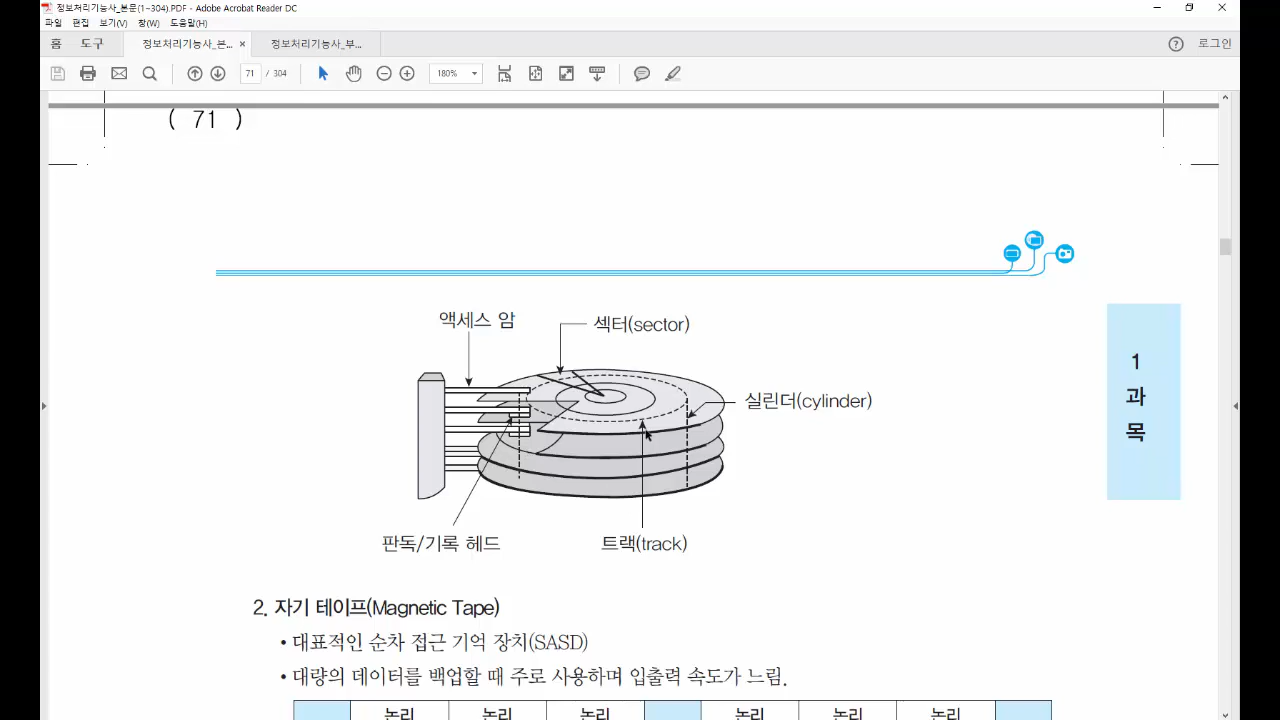 정보처리기능사_본문(1~304).PDF - Adobe Acrobat Reader DC
파일 편집 보기(V) 창(W) 도움말(H)
홈 도구 정보처리기능사_본... × 정보처리기능사_부... ? 로그인
71 / 304 180%
( 71 )
액세스 암
섹터(sector)
실린더(cylinder)
판독/기록 헤드
트랙(track)
1
과
목
2. 자기 테이프(Magnetic Tape)
• 대표적인 순차 접근 기억 장치(SASD)
• 대량의 데이터를 백업할 때 주로 사용하며 입출력 속도가 느림.
논리 논리 논리 논리 논리 논리